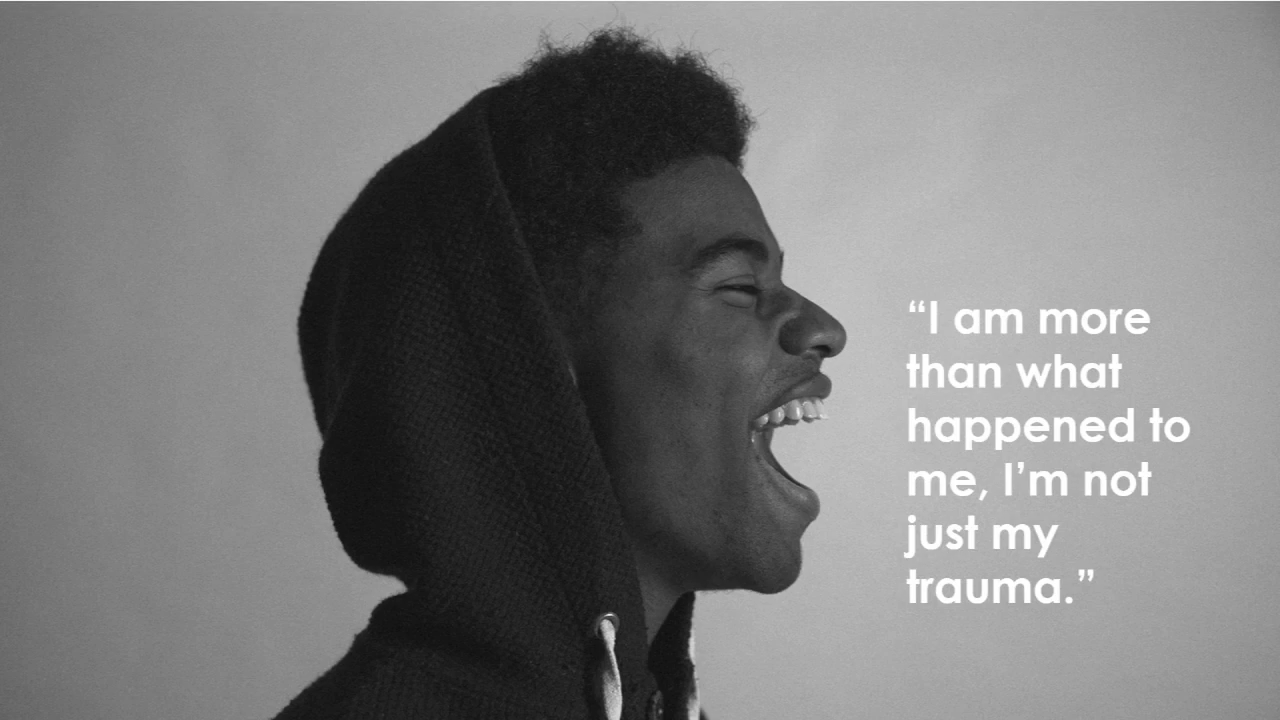 “I am more
than what
happened to
me, I’m not
just my
trauma.”